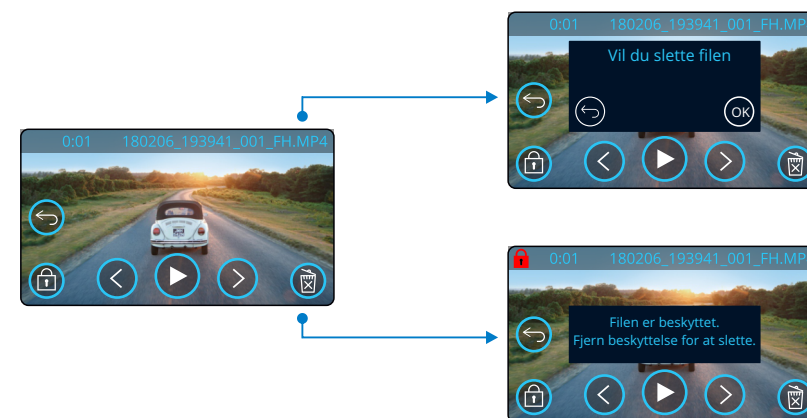 0:01 180206_193941_001_FH.MP4
0:01 180206_193941_001_FH.MP
Vil du slette filen
OK
0:01 180206_193941_001_FH.MP
Filen er beskyttet.
Fjern beskyttelse for at slette.